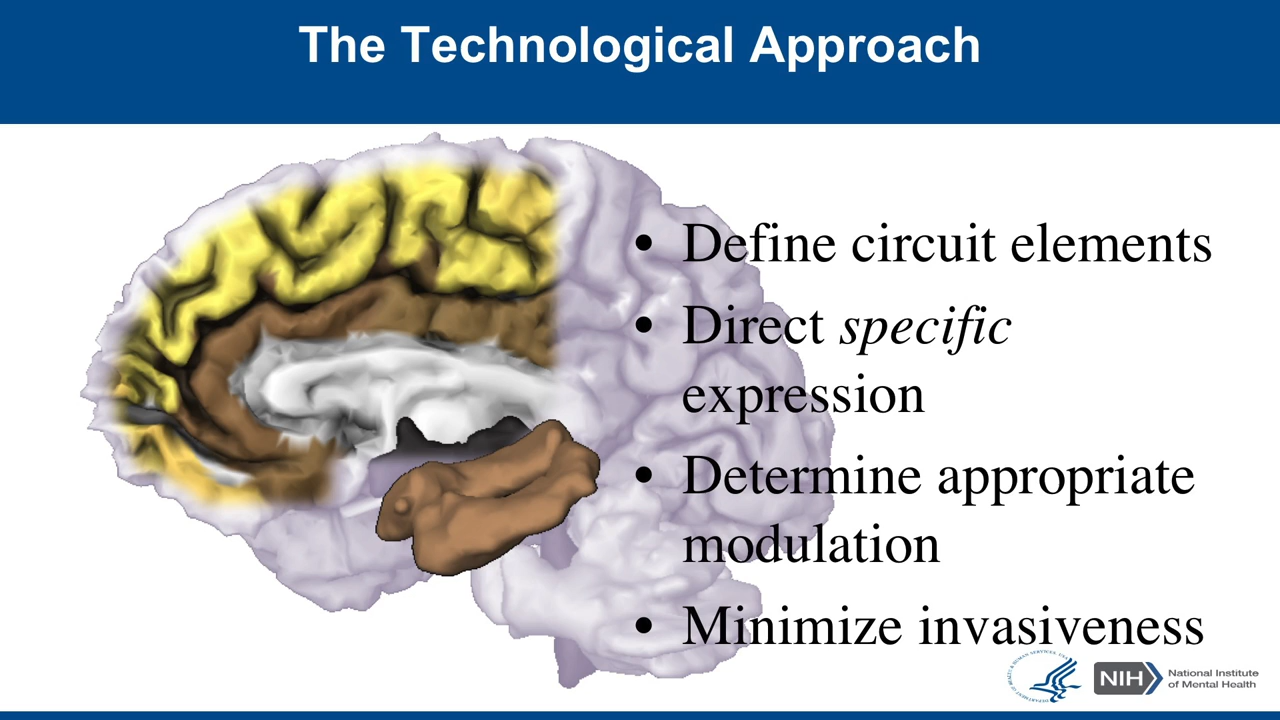 The Technological Approach
• Define circuit elements
• Direct specific
expression
• Determine appropriate
modulation
• Minimize invasiveness
NIH
National Institute
of Mental Health